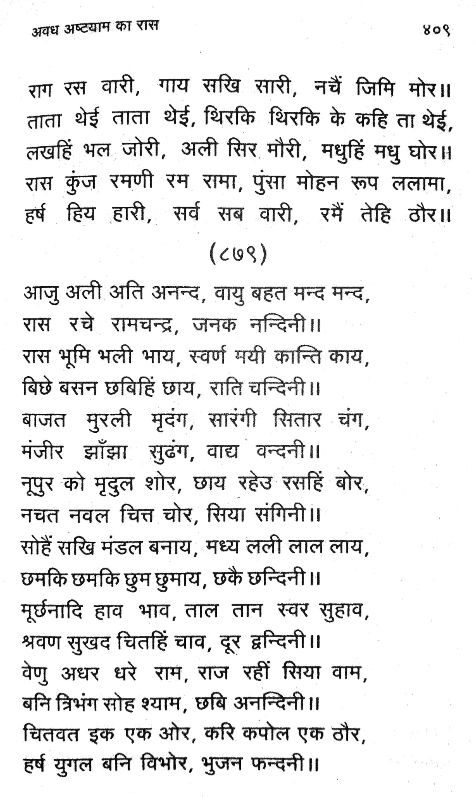 अवध अष्टयाम का रास ४०९
राग रस वारी, गाय सखि सारी, नचैं जिमि मोर॥
ताता थेई ताता थेई, थिरकि थिरकि के कहि ता थेई,
लखहिं भल जोरी, अली सिर मौरी, मधुहिं मधु घोर॥
रास कुंज रमणी रम रामा, पुंसा मोहन रूप ललामा,
हर्ष हिय हारी, सर्व सब वारी, रमैं तेहि ठौर॥
(८७९)
आजु अली अति अनन्द, वायु बहत मन्द मन्द,
रास रचे रामचन्द्र, जनक नन्दिनी॥
रास भूमि भली भाय, स्वर्ण मयी कान्ति काय,
बिछे बसन छबिहिं छाय, राति चन्दिनी॥
बाजत मुरली मृदंग, सारंगी सितार चंग,
मंजीर झाँझा सुढंग, वाद्य वन्दनी॥
नूपुर को मृदुल शोर, छाय रहेउ रसहिं बोर,
नचत नवल चित्त चोर, सिया संगिनी॥
सोहैं सखि मंडल बनाय, मध्य लली लाल लाय,
छमकि छमकि छुम छुमाय, छकै छन्दिनी॥
मूर्छनादि हाव भाव, ताल तान स्वर सुहाव,
श्रवण सुखद चितहिं चाव, दूर द्वन्दिनी॥
वेणु अधर धरे राम, राज रहीं सिया वाम,
बनि त्रिभंग सोह श्याम, छबि अनन्दिनी॥
चितवत इक एक ओर, करि कपोल एक ठौर,
हर्ष युगल बनि विभोर, भुजन फन्दनी॥